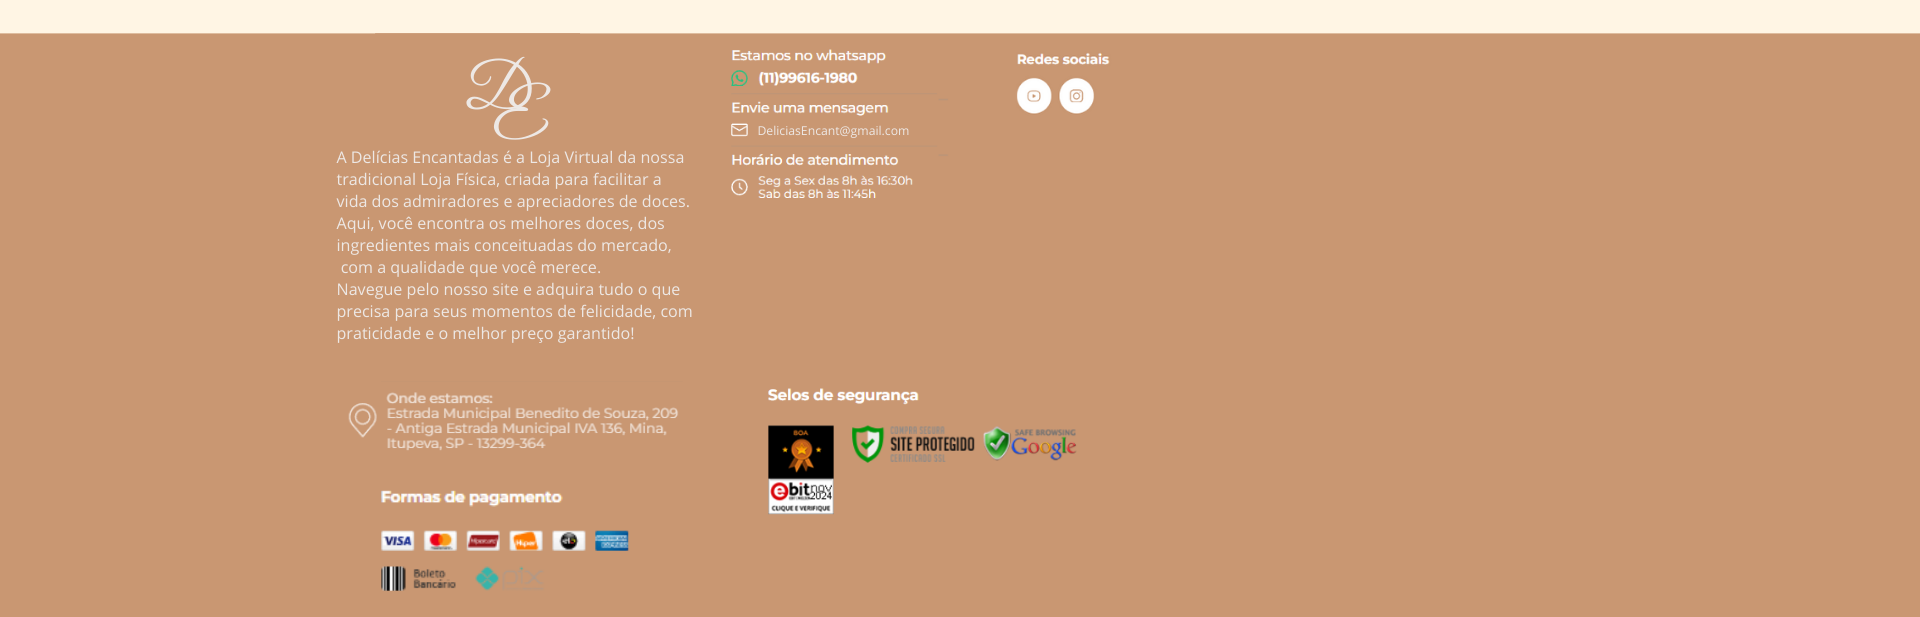 DE
A Delícias Encantadas é a Loja Virtual da nossa
tradicional Loja Física, criada para facilitar a
vida dos admiradores e apreciadores de doces.
Aqui, você encontra os melhores doces, dos
ingredientes mais conceituadas do mercado,
com a qualidade que você merece.
Navegue pelo nosso site e adquira tudo o que
precisa para seus momentos de felicidade, com
praticidade e o melhor preço garantido!
Estamos no whatsapp
(11)99616-1980
Envie uma mensagem
DeliciasEncant@gmail.com
Horário de atendimento
Seg a Sex das 8h às 16:30h
Sab das 8h às 11:45h
Redes sociais
Onde estamos:
Estrada Municipal Benedito de Souza, 209
- Antiga Estrada Municipal IVA 136, Mina,
Itupeva, SP - 13299-364
Formas de pagamento
VISA
Hipercard
Hiper
elo
AMERICAN EXPRESS
Boleto
Bancário
pix
Selos de segurança
BOA
ebit nov
2024
CLIQUE E VERIFIQUE
COMPRA SEGURA
SITE PROTEGIDO
CERTIFICADO SSL
SAFE BROWSING
Google